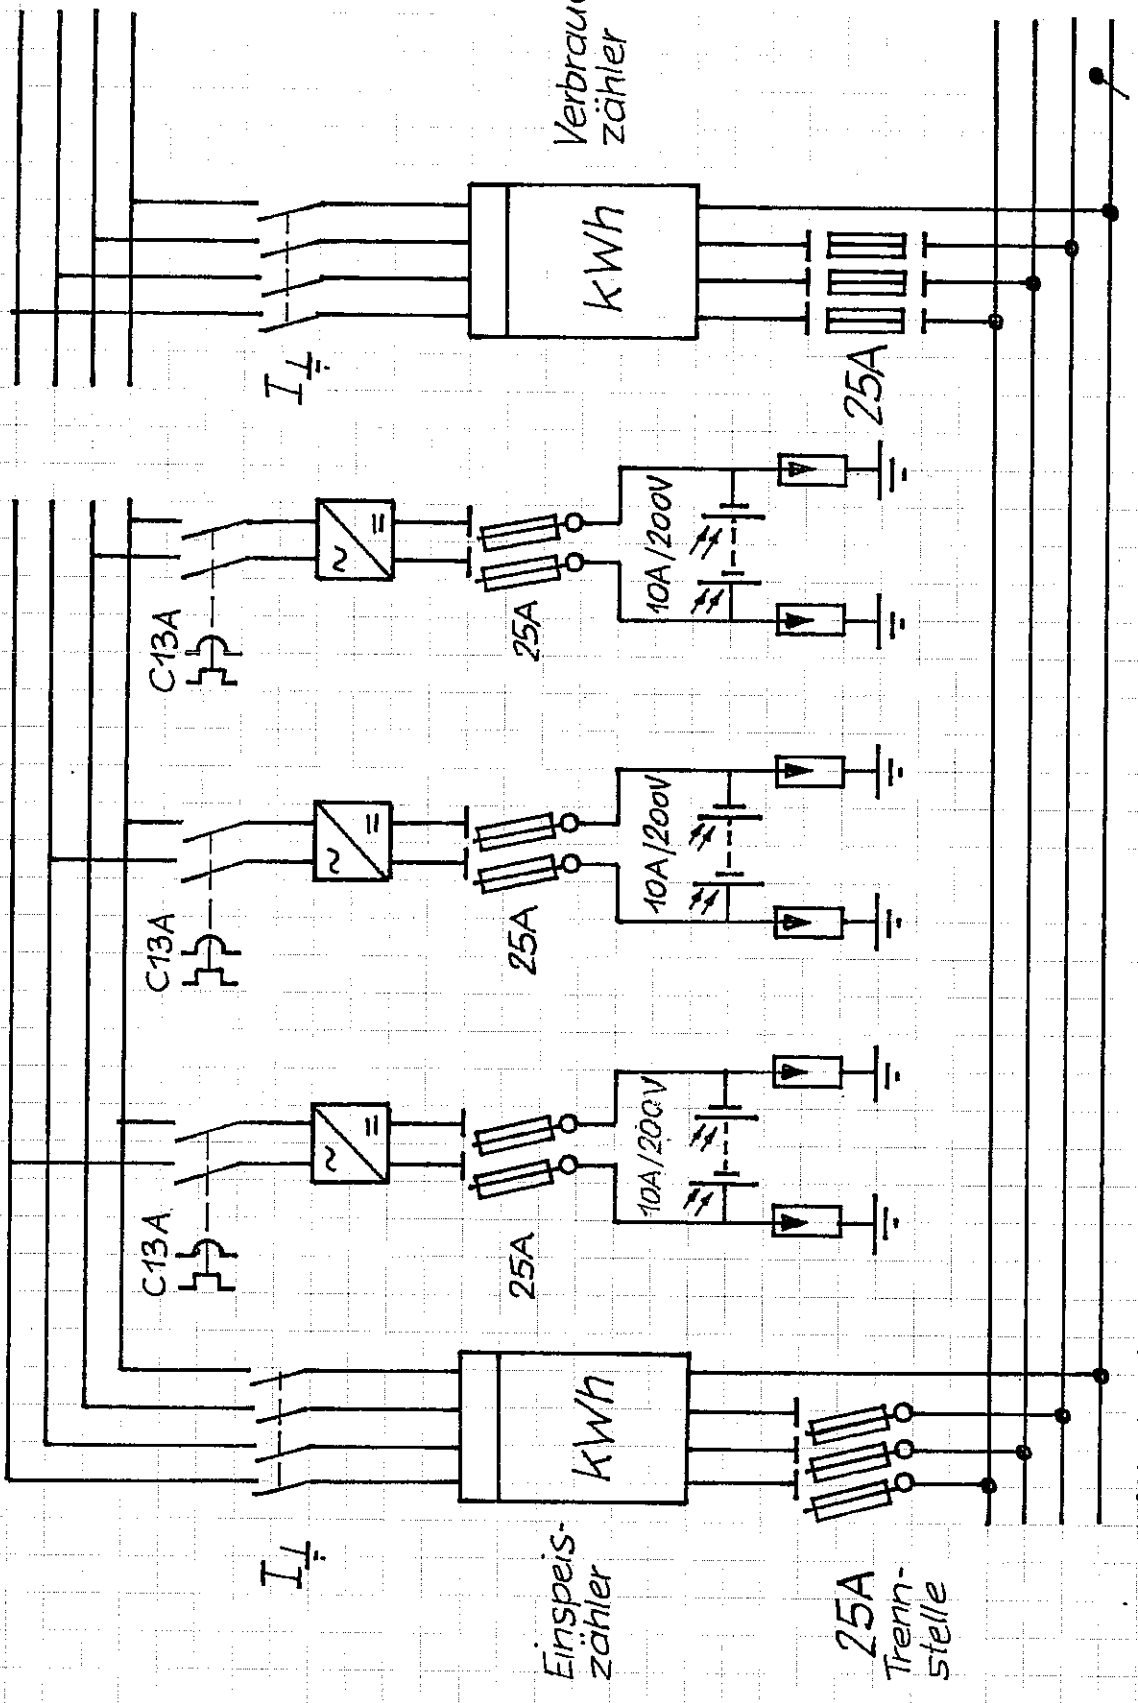 C13A
C13A
C13A
I
I
25A
25A
25A
Einspeis-
zähler
kWh
kWh
Verbrau
zähler
10A/200V
10A/200V
10A/200V
25A
Trenn-
stelle
25A